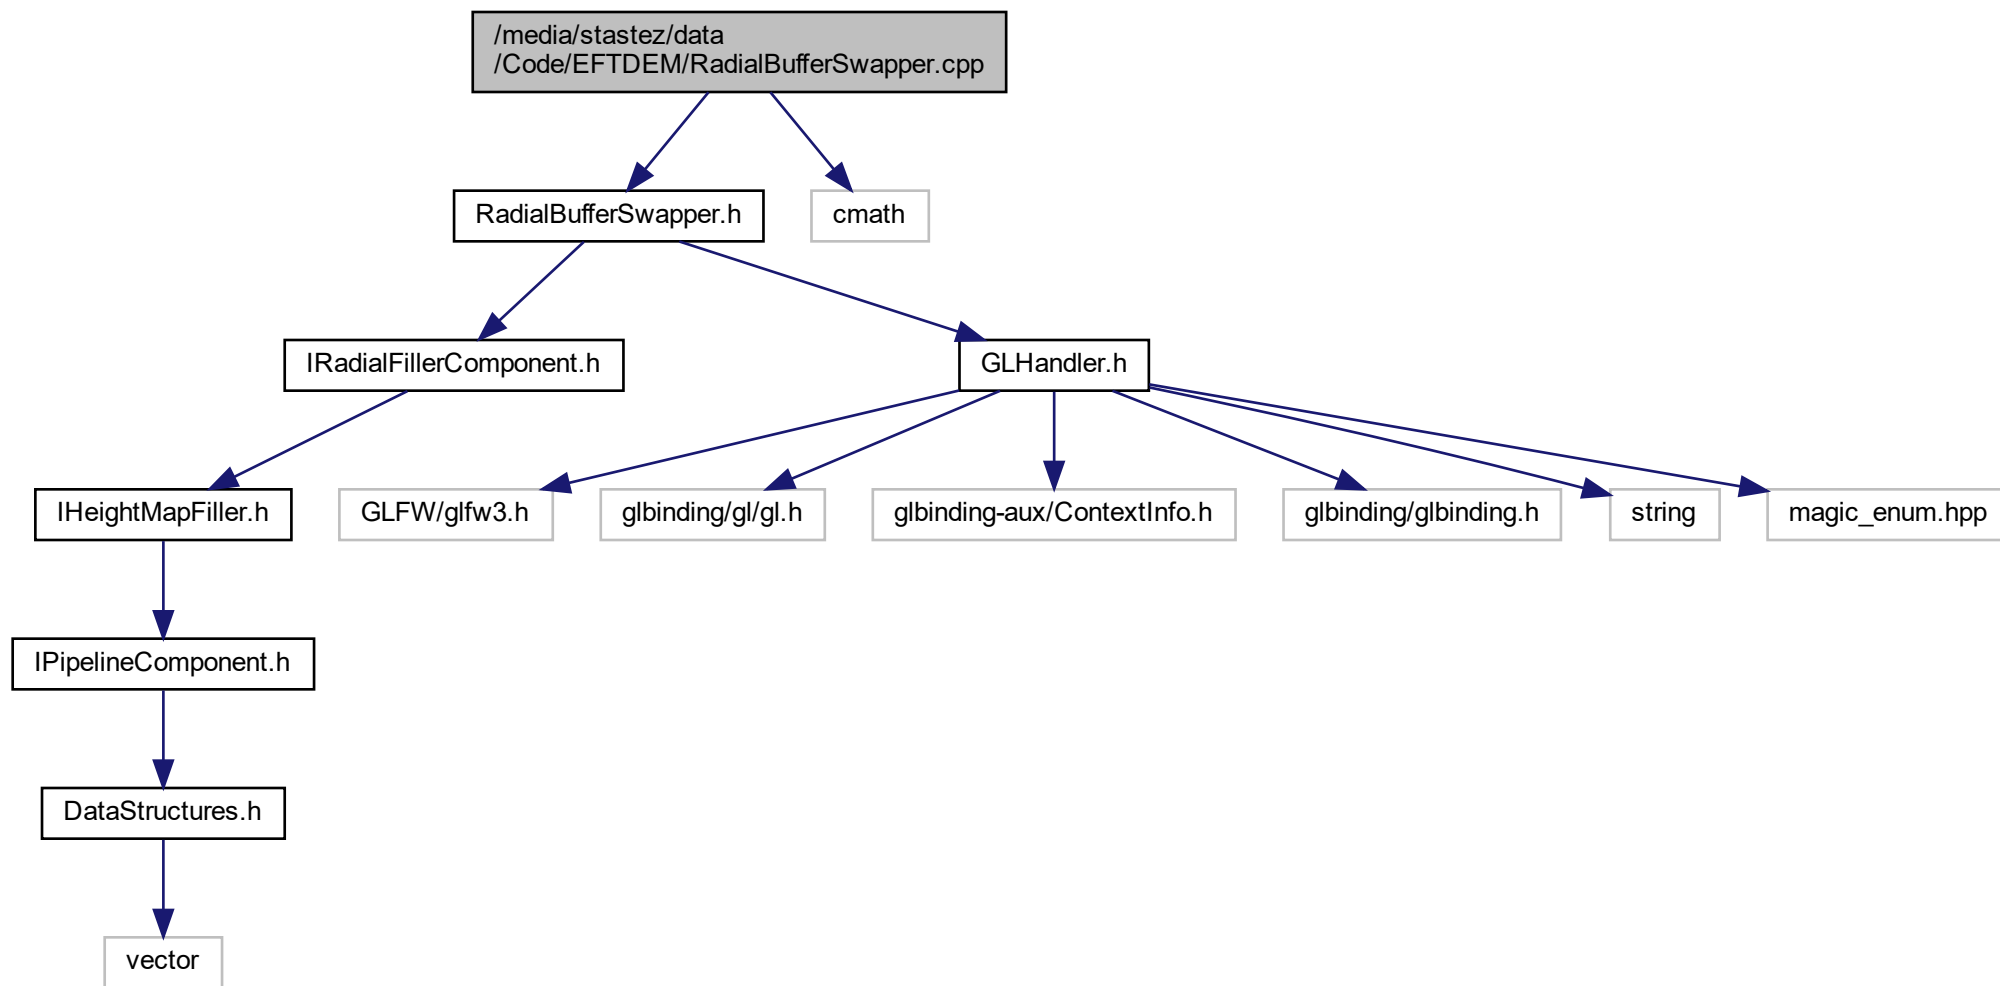 /media/stastez/data
/Code/EFTDEM/RadialBufferSwapper.cpp
RadialBufferSwapper.h
cmath
IRadialFillerComponent.h
GLHandler.h
IHeightMapFiller.h
GLFW/glfw3.h
glbinding/gl/gl.h
glbinding-aux/ContextInfo.h
glbinding/glbinding.h
string
magic_enum.hpp
IPipelineComponent.h
DataStructures.h
vector